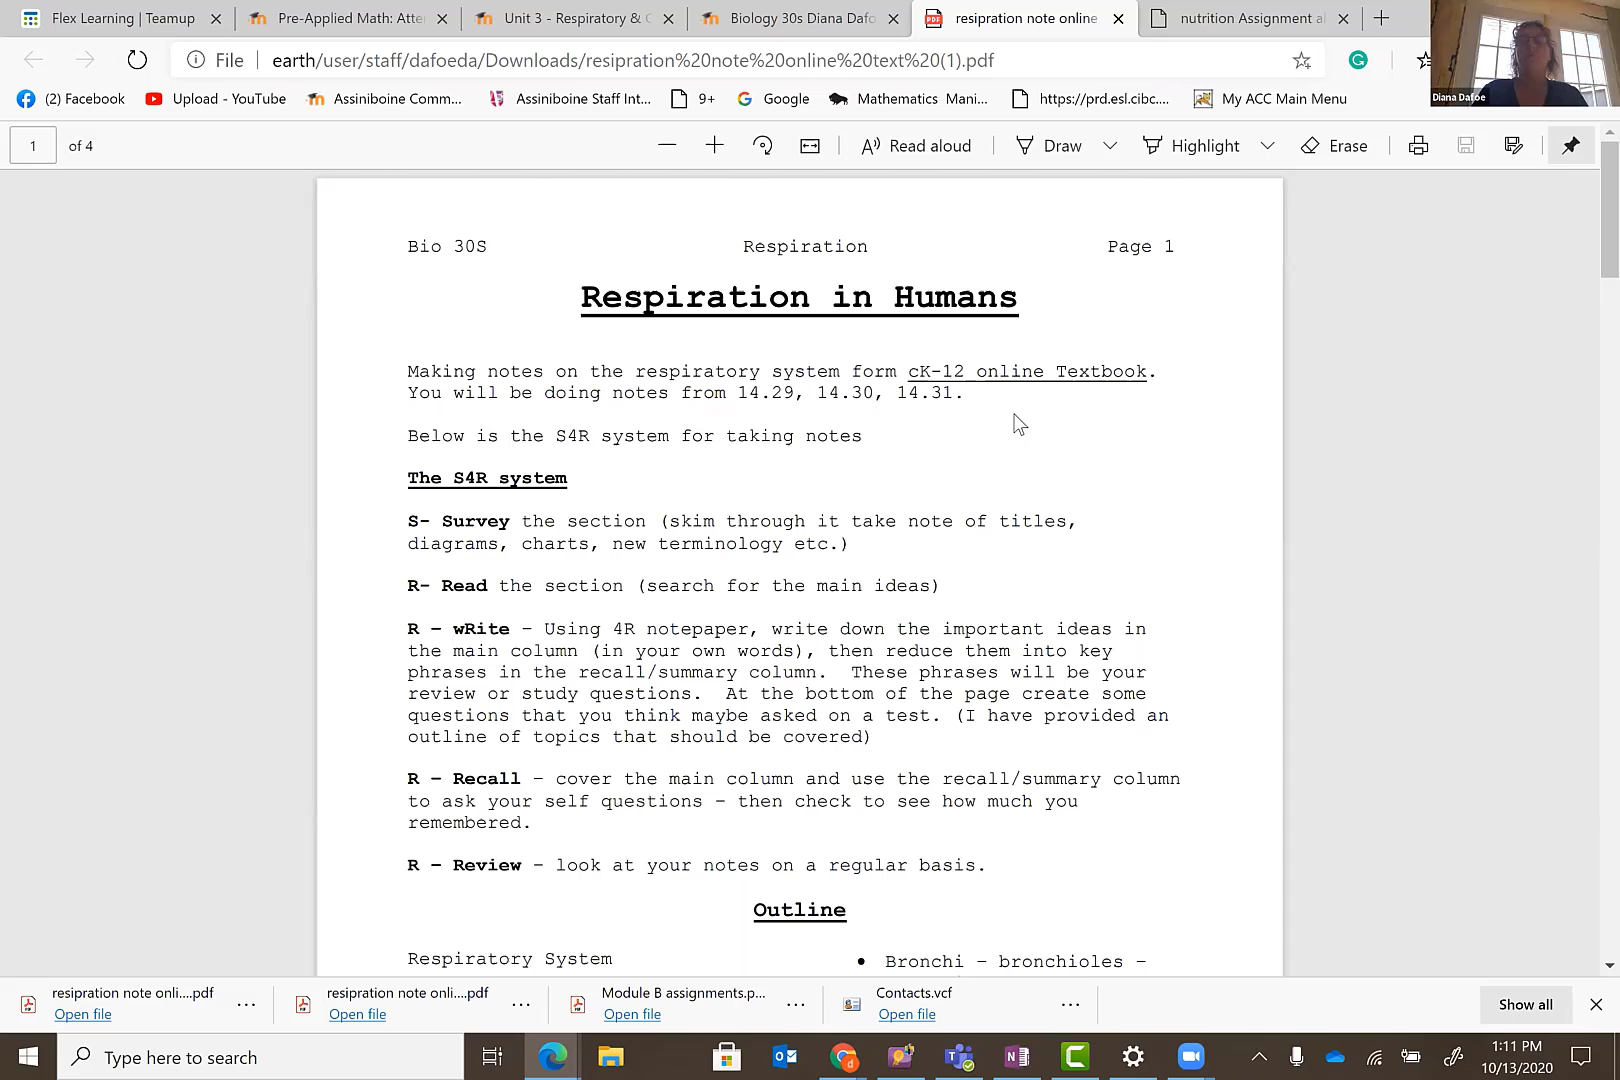 Flex Learning | Teamup
Pre-Applied Math: Atte
Unit 3 - Respiratory & C
Biology 30s Diana Dafo
resipration note online
nutrition Assignment al
File
earth/user/staff/dafoeda/Downloads/resipration%20note%20online%20text%20(1).pdf
Diana Dafoe
(2) Facebook
Upload - YouTube
Assiniboine Comm...
Assiniboine Staff Int...
9+
Google
Mathematics Mani...
https://prd.esl.cibc....
My ACC Main Menu
1 of 4
Read aloud
Draw
Highlight
Erase
Bio 30S Respiration Page 1
Respiration in Humans
Making notes on the respiratory system form cK-12 online Textbook.
You will be doing notes from 14.29, 14.30, 14.31.
Below is the S4R system for taking notes
The S4R system
S- Survey the section (skim through it take note of titles,
diagrams, charts, new terminology etc.)
R- Read the section (search for the main ideas)
R – wRite – Using 4R notepaper, write down the important ideas in
the main column (in your own words), then reduce them into key
phrases in the recall/summary column. These phrases will be your
review or study questions. At the bottom of the page create some
questions that you think maybe asked on a test. (I have provided an
outline of topics that should be covered)
R – Recall – cover the main column and use the recall/summary column
to ask your self questions – then check to see how much you
remembered.
R – Review – look at your notes on a regular basis.
Outline
Respiratory System
• Bronchi – bronchioles –
resipration note onli....pdf
Open file
resipration note onli....pdf
Open file
Module B assignments.p...
Open file
Contacts.vcf
Open file
Show all
Type here to search
1:11 PM
10/13/2020